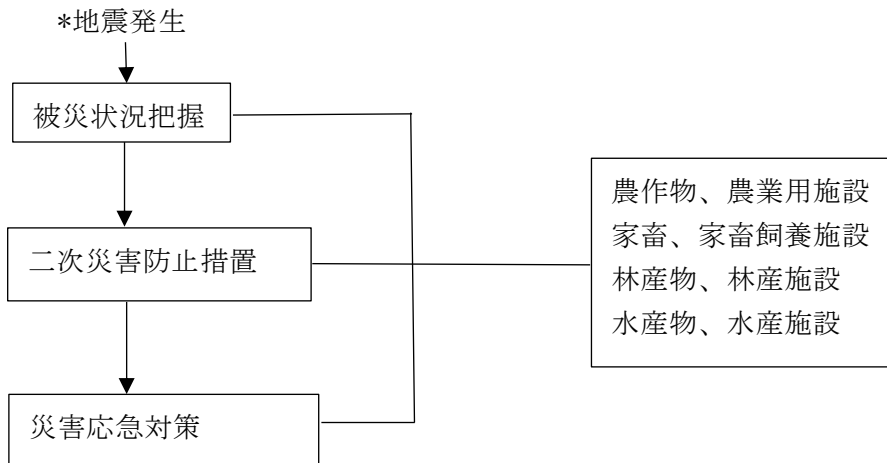 *地震発生
被災状況把握
二次災害防止措置
災害応急対策
農作物、農業用施設
家畜、家畜飼養施設
林産物、林産施設
水産物、水産施設